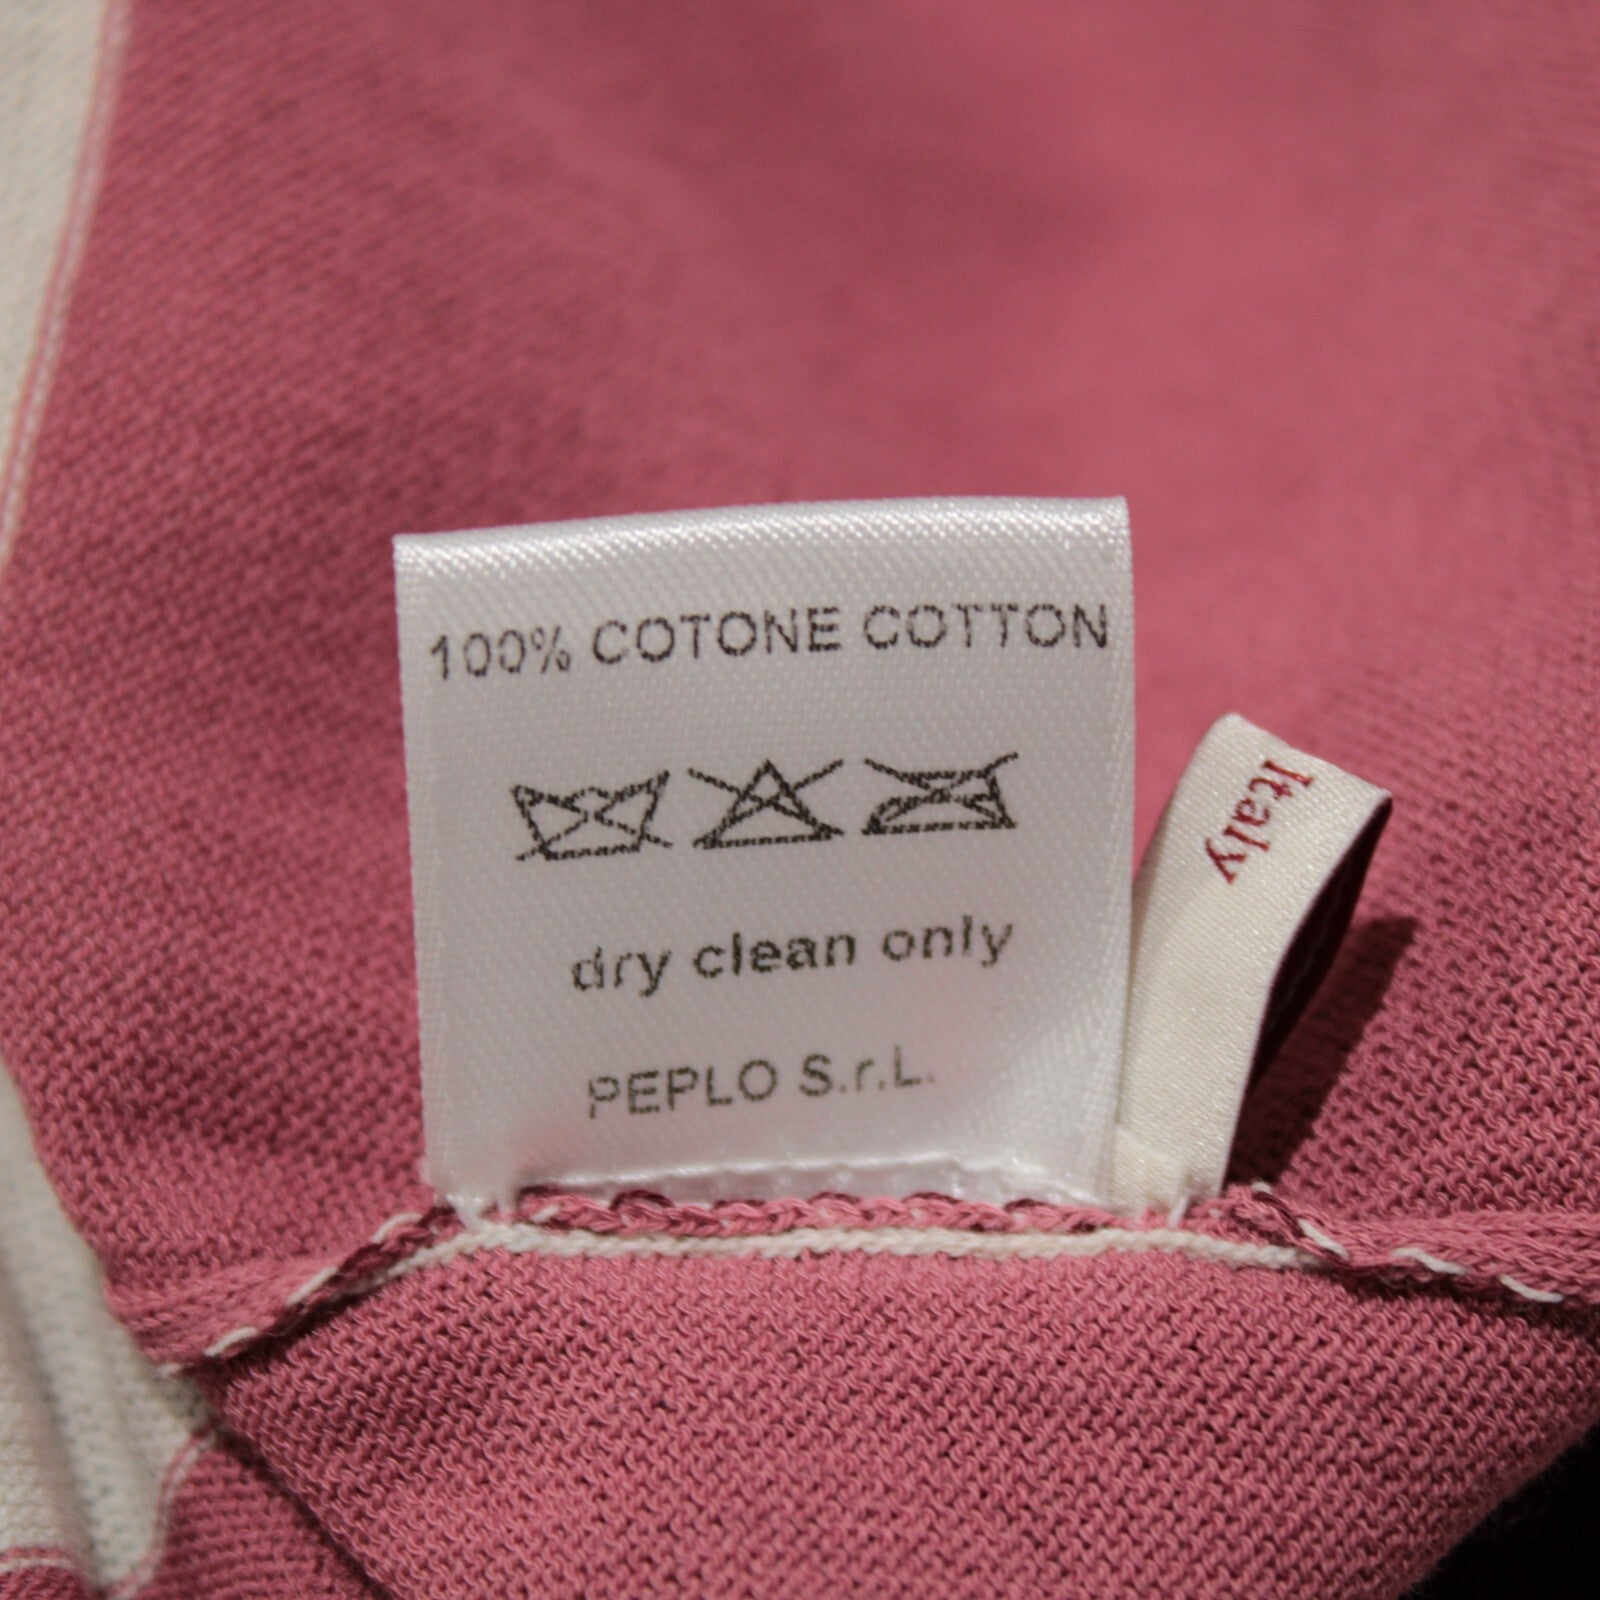 100% COTONE COTTON
dry clean only
PEPLO S.r.L.
Italy